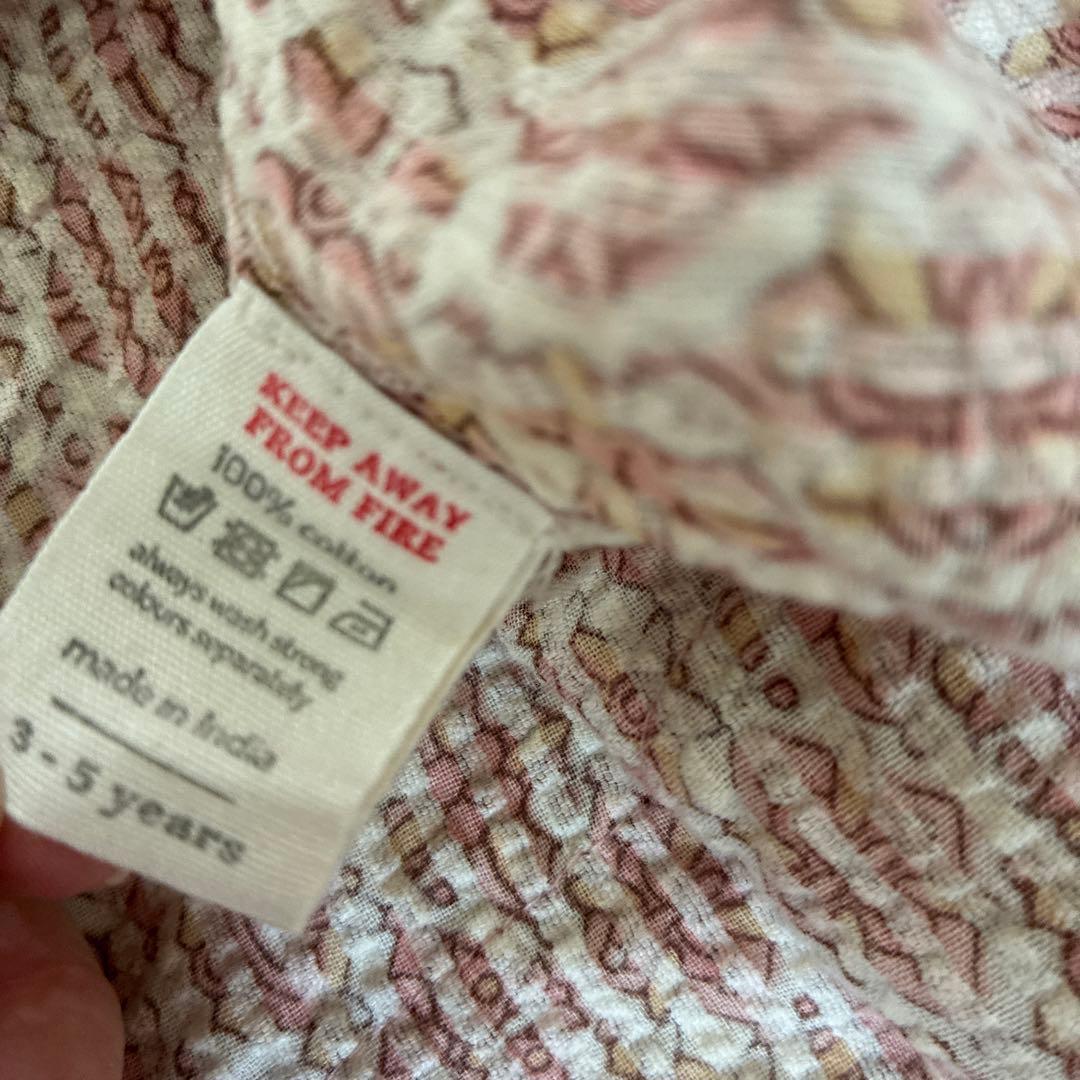 KEEP AWAY
FROM FIRE
100% cotton
always wash strong
colours separately
made in India
3 - 5 years